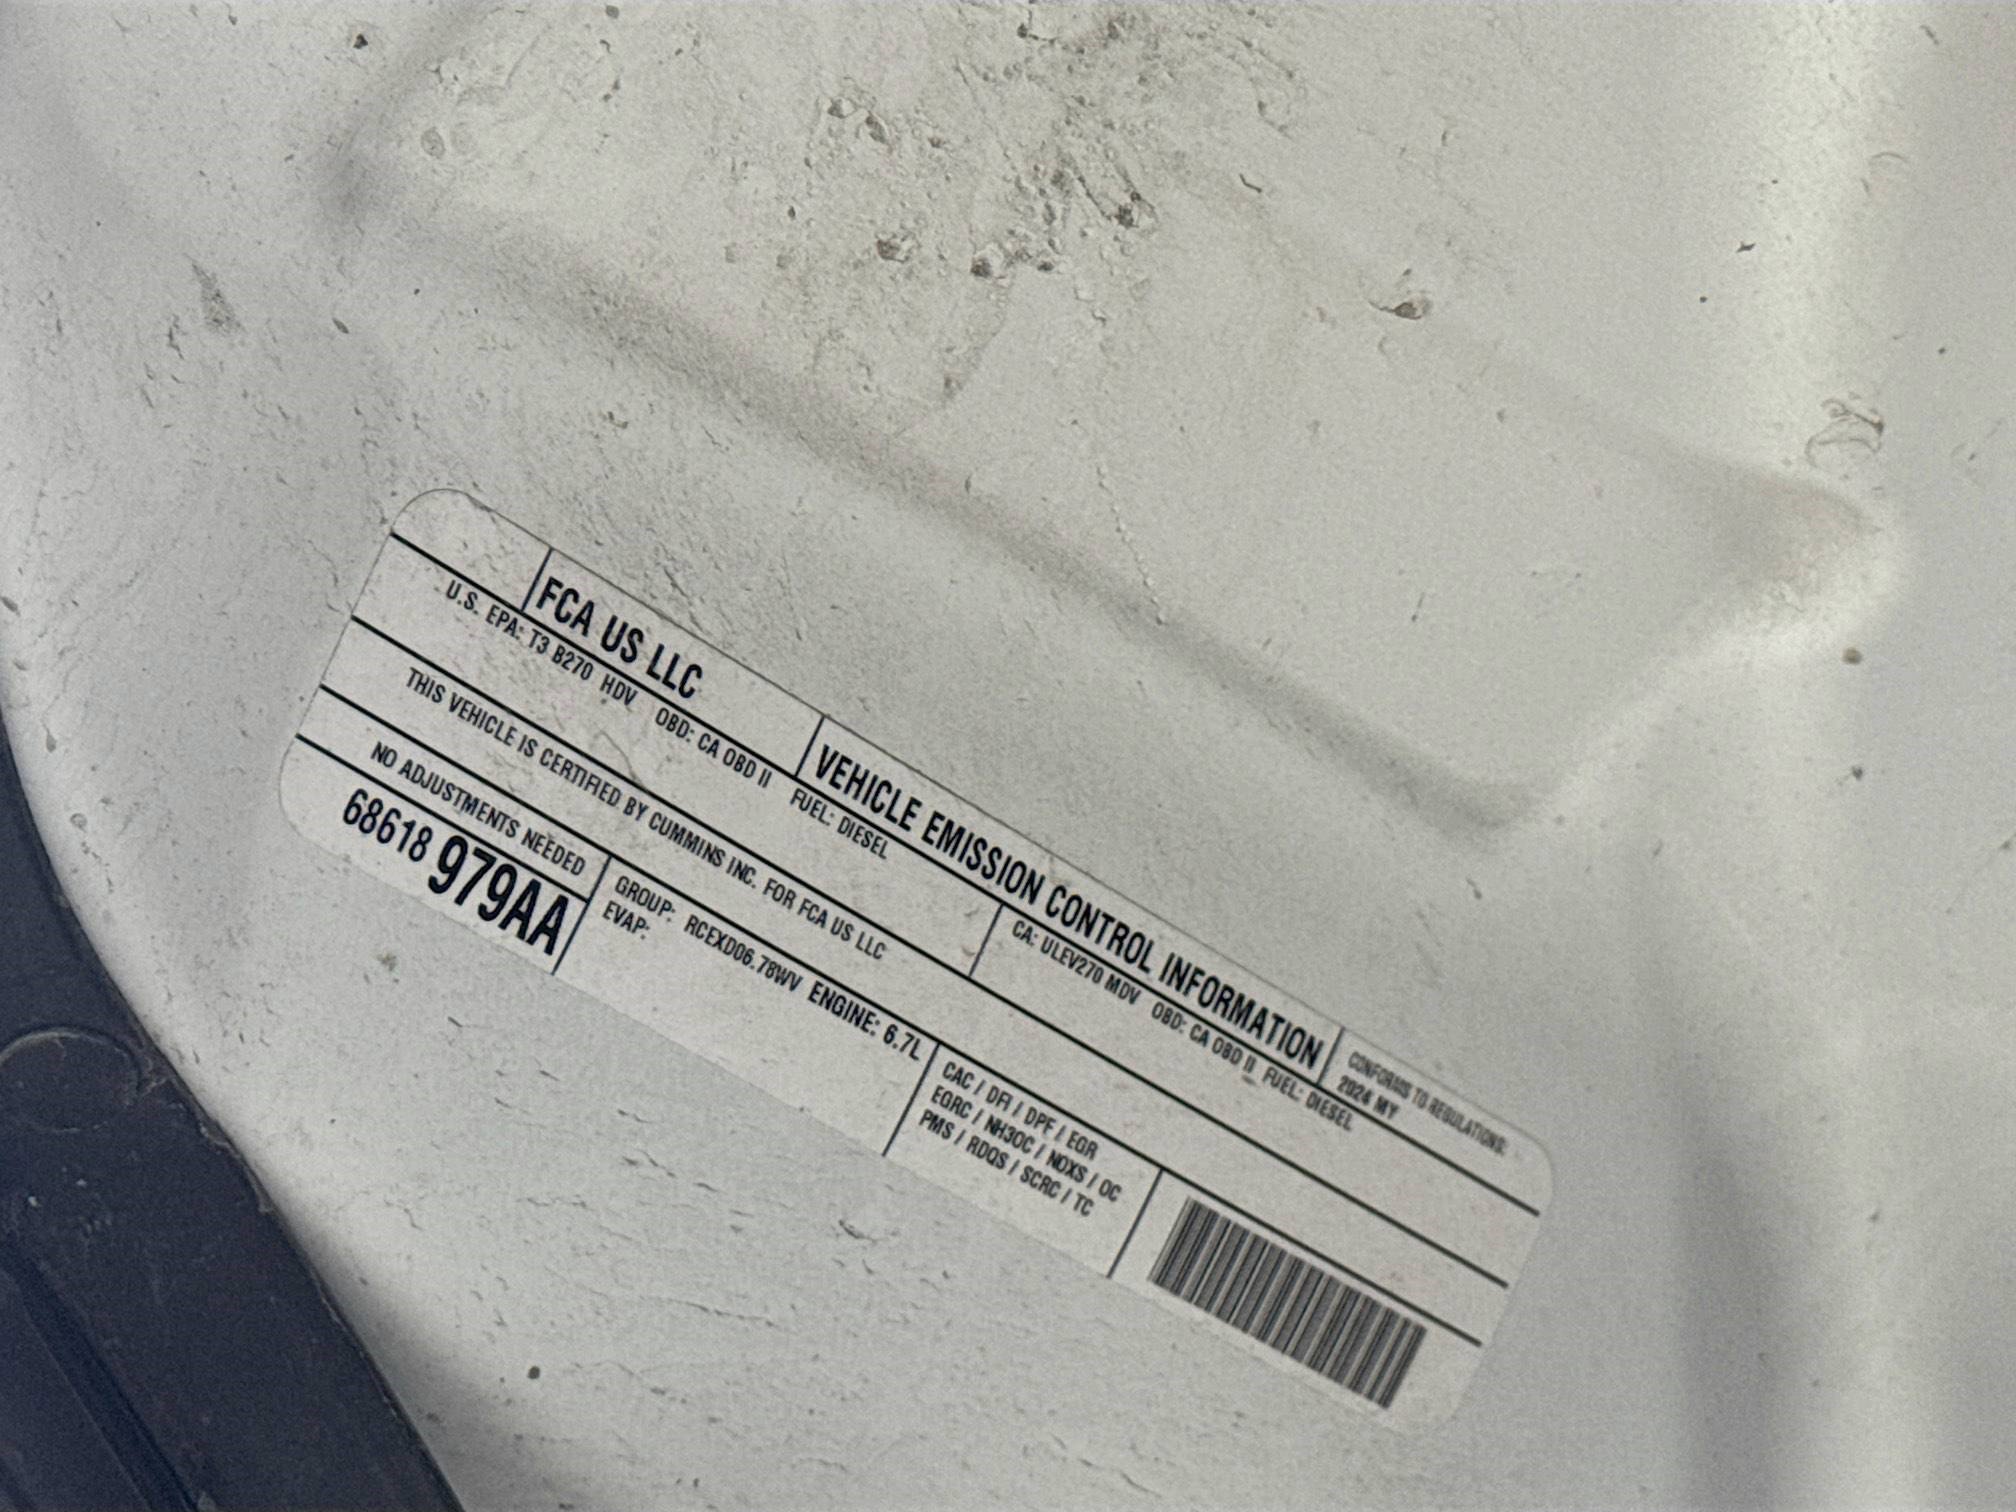 FCA US LLC
VEHICLE EMISSION CONTROL INFORMATION
CONFORMS TO REGULATIONS:
2024 MY
U.S. EPA: T3 B270 HDV OBD: CA OBD II FUEL: DIESEL
CA: ULEV270 MDV OBD: CA OBD II FUEL: DIESEL
THIS VEHICLE IS CERTIFIED BY CUMMINS INC. FOR FCA US LLC
NO ADJUSTMENTS NEEDED
68618 979AA
GROUP: RCEXD06.78WV ENGINE: 6.7L
EVAP:
CAC / DFI / DPF / EGR
EGRC / NH3OC / NOXS / OC
PMS / RDQS / SCRC / TC